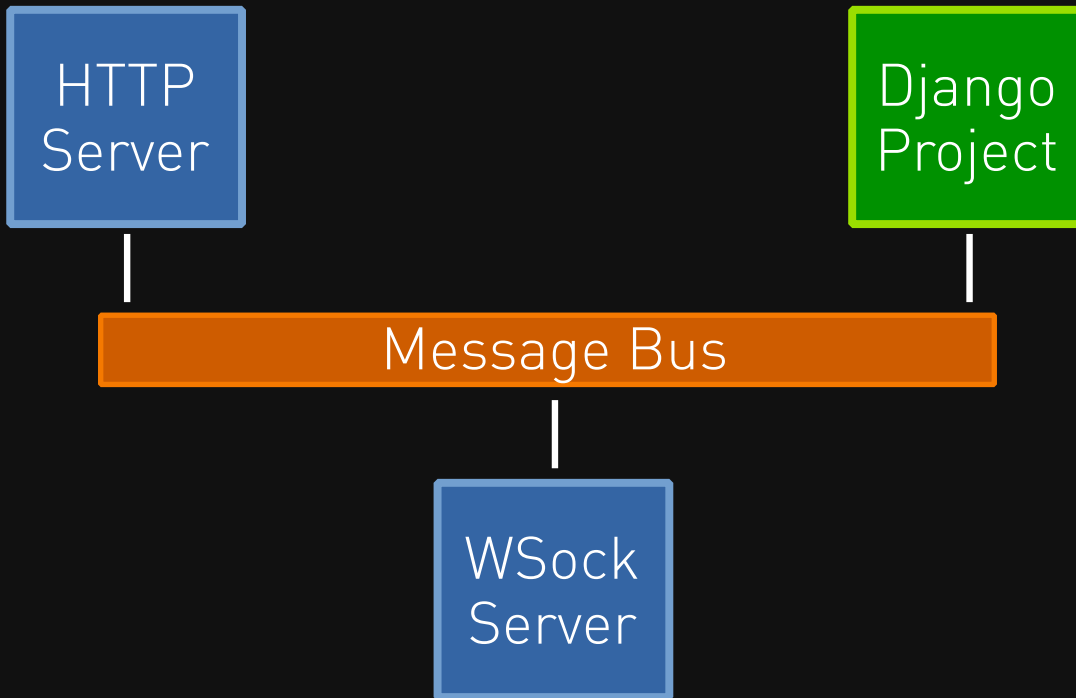 HTTP
Server
Django
Project
Message Bus
WSock
Server